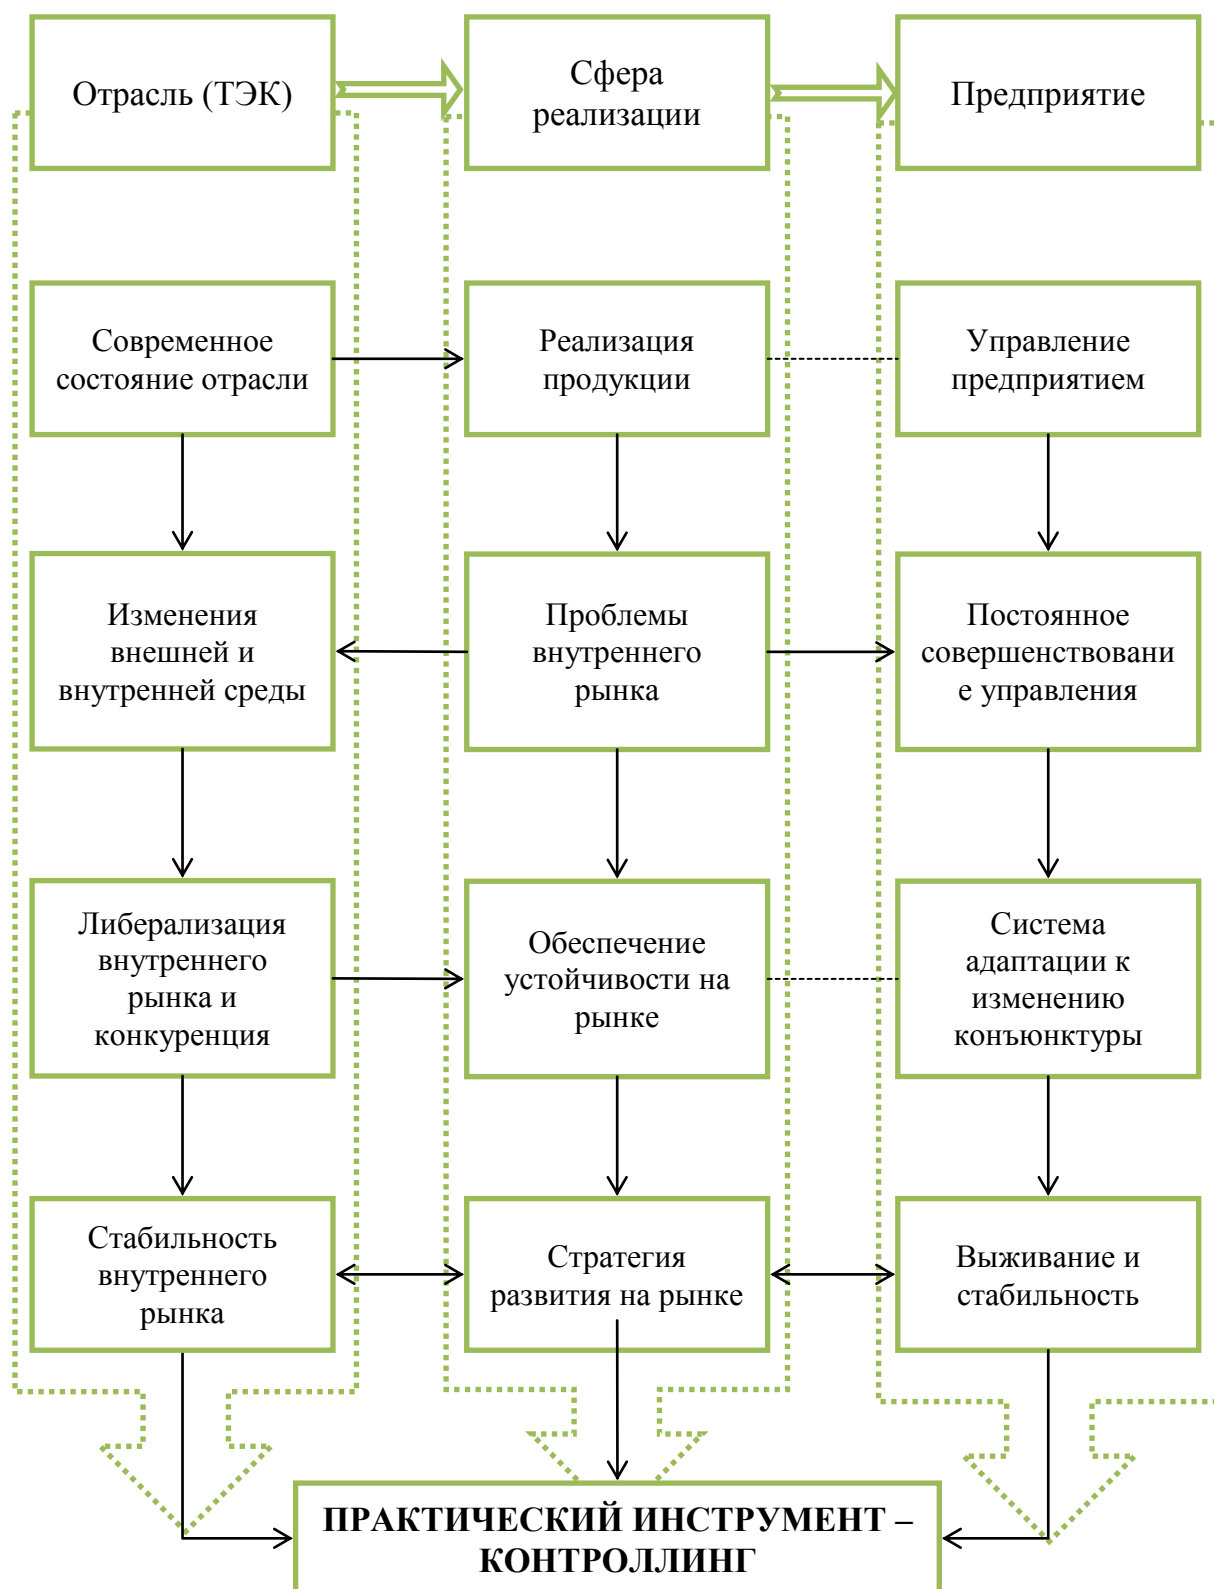 Отрасль (ТЭК)
Сфера
реализации
Предприятие
Современное
состояние отрасли
Реализация
продукции
Управление
предприятием
Изменения
внешней и
внутренней среды
Проблемы
внутреннего
рынка
Постоянное
совершенствовани
е управления
Либерализация
внутреннего
рынка и
конкуренция
Обеспечение
устойчивости на
рынке
Система
адаптации к
изменению
конъюнктуры
Стабильность
внутреннего
рынка
Стратегия
развития на рынке
Выживание и
стабильность
ПРАКТИЧЕСКИЙ ИНСТРУМЕНТ –
КОНТРОЛЛИНГ